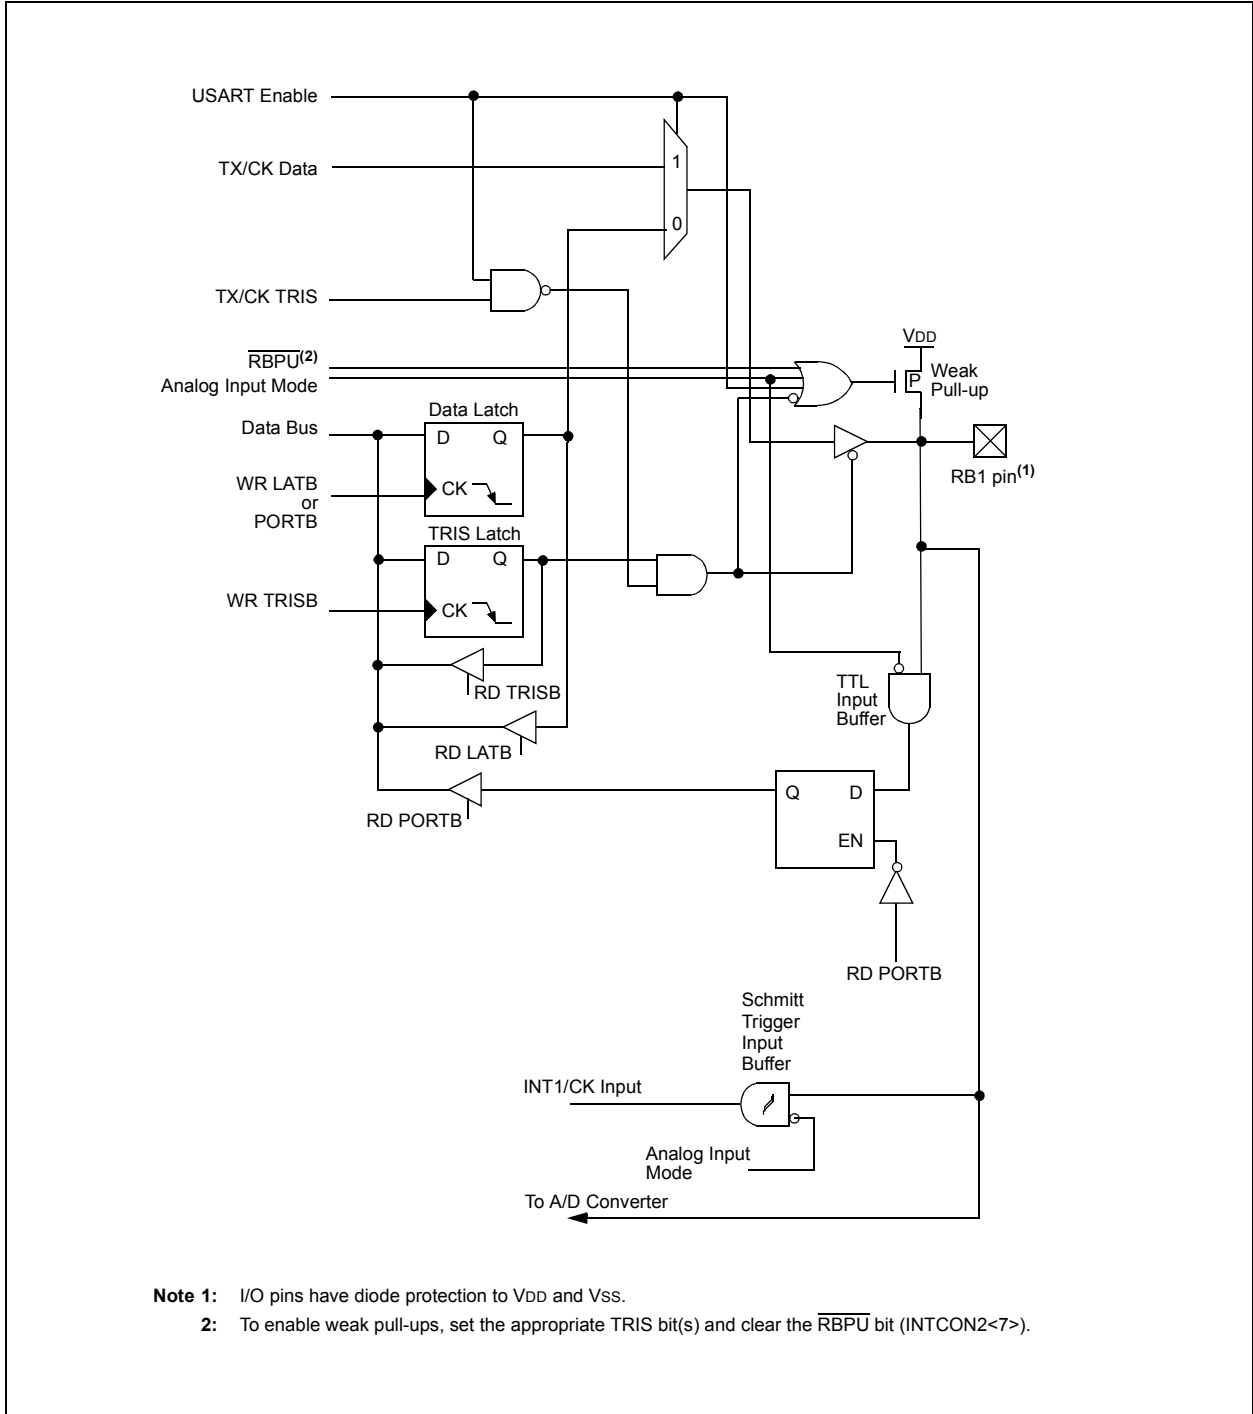 USART Enable
TX/CK Data
1
0
TX/CK TRIS
RBPU(2)
Analog Input Mode
VDD
P
Weak
Pull-up
Data Latch
Data Bus
D Q
RB1 pin(1)
WR LATB
or
PORTB
CK
TRIS Latch
D Q
WR TRISB
CK
RD TRISB
TTL
Input
Buffer
RD LATB
Q D
RD PORTB
EN
RD PORTB
Schmitt
Trigger
Input
Buffer
INT1/CK Input
Analog Input
Mode
To A/D Converter
Note 1: I/O pins have diode protection to VDD and VSS.
2: To enable weak pull-ups, set the appropriate TRIS bit(s) and clear the RBPU bit (INTCON2<7>).